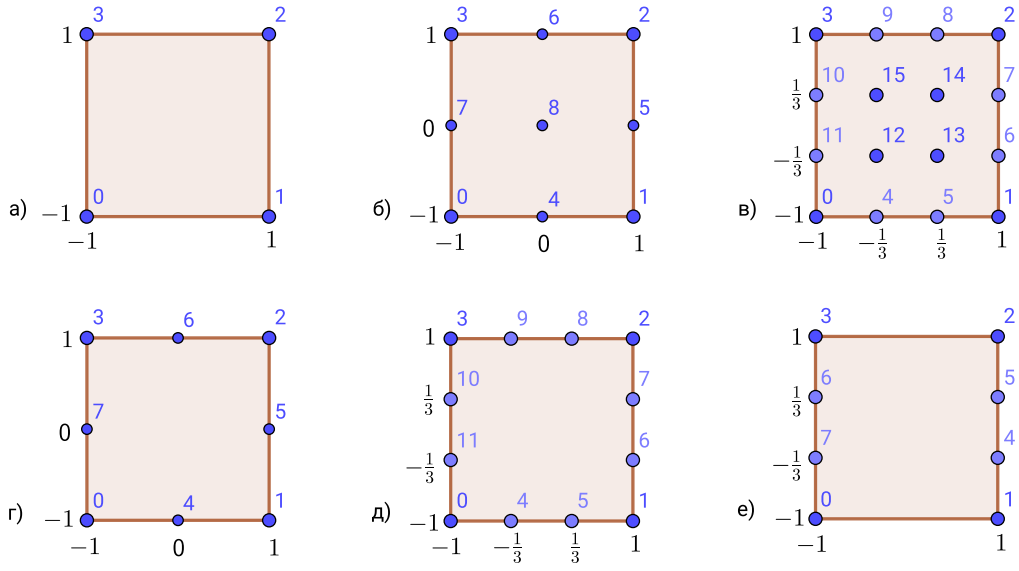 3 2 3 6 2 3 9 8 2
1 1 1
10 15 14 7
1/3
7 8 5
0
11 12 13 6
−1/3
0 1 0 4 1 0 4 5 1
а) −1 б) −1 в) −1
−1 1 −1 0 1 −1 −1/3 1/3 1
3 6 2 3 9 8 2 3 2
1 1 1
10 7 6 5
1/3 1/3
7 5
0
11 6 7 4
−1/3 −1/3
0 4 1 0 4 5 1 0 1
г) −1 д) −1 е) −1
−1 0 1 −1 −1/3 1/3 1 −1 1